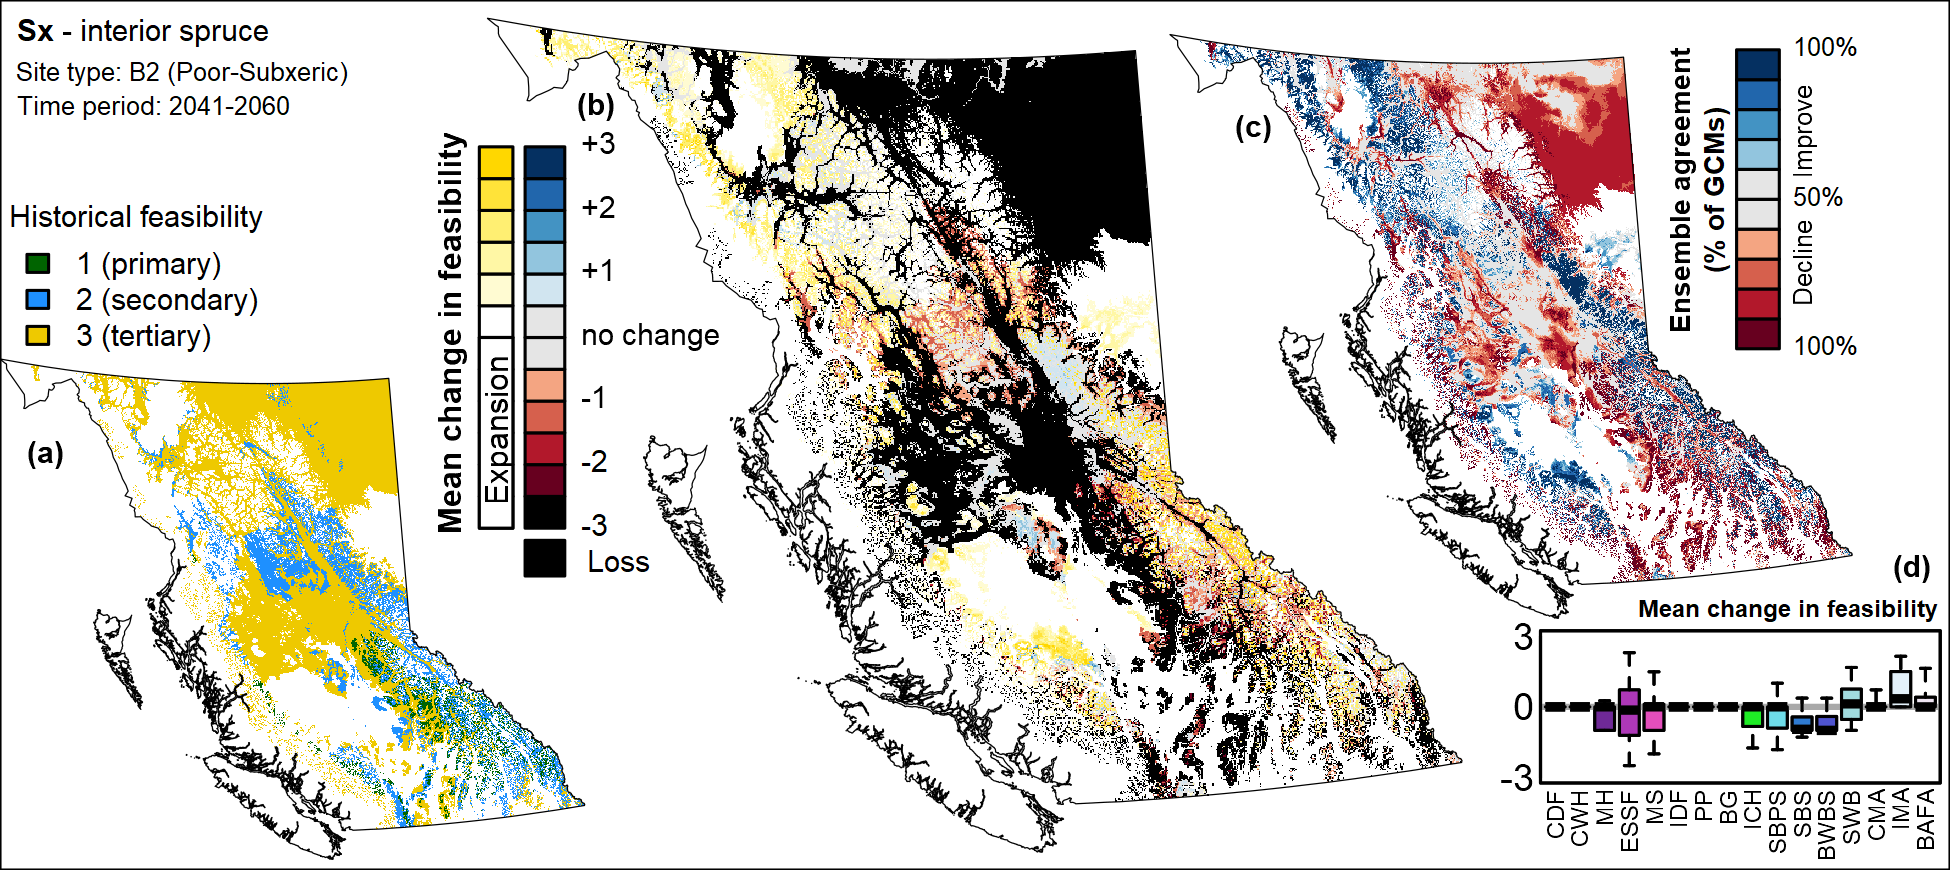 Sx - interior spruce
Site type: B2 (Poor-Subxeric)
Time period: 2041-2060
Historical feasibility
1 (primary)
2 (secondary)
3 (tertiary)
(a)
(b)
Mean change in feasibility
Expansion
+3
+2
+1
no change
-1
-2
-3
Loss
(c)
Ensemble agreement
(% of GCMs)
100%
Improve
50%
Decline
100%
(d)
Mean change in feasibility
3
0
-3
CDF
CWH
MH
ESSF
MS
IDF
PP
BG
ICH
SBPS
SBS
BWBS
SWB
CMA
IMA
BAFA